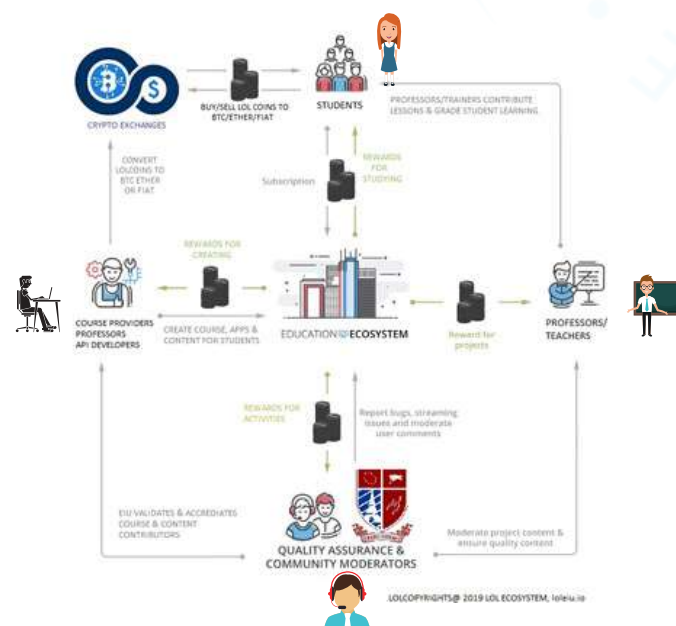 CRYPTO EXCHANGES
BUY/SELL LOL COINS TO
BTC/ETHER/FIAT
STUDENTS
PROFESSORS/TRAINERS CONTRIBUTE
LESSONS & GRADE STUDENT LEARNING
CONVERT
LOLCOINS TO
BTC ETHER
OR FIAT
Subscription
REWARDS
FOR
STUDYING
REWARDS FOR
CREATING
COURSE PROVIDERS
PROFESSORS
API DEVELOPERS
CREATE COURSE, APPS &
CONTENT FOR STUDENTS
EDUCATION ECOSYSTEM
Reward for
projects
PROFESSORS/
TEACHERS
REWARDS FOR
ACTIVITIES
Report bugs, streaming
issues and moderate
user comments
EIU VALIDATES & ACCREDIATES
COURSE & CONTENT
CONTRIBUTORS
Moderate project content &
ensure quality content
QUALITY ASSURANCE &
COMMUNITY MODERATORS
LOLCOPYRIGHTS@ 2019 LOL ECOSYSTEM, loleiu.io